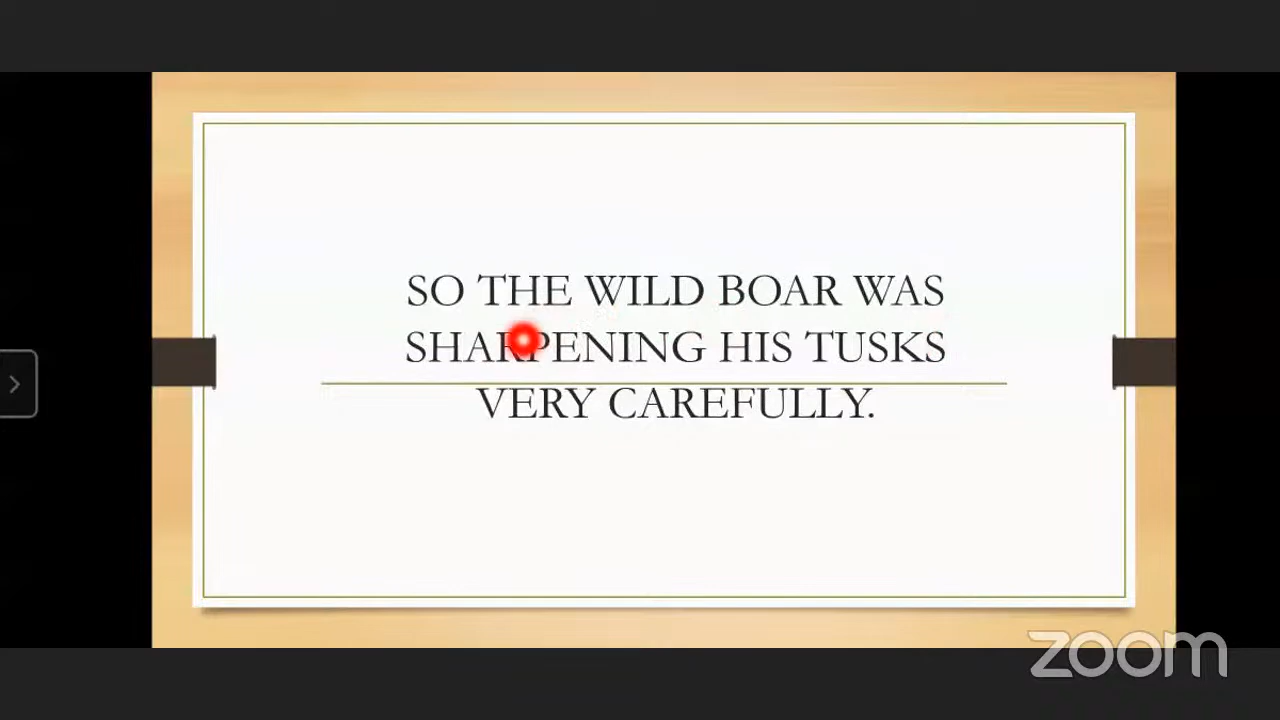 SO THE WILD BOAR WAS
SHARPENING HIS TUSKS
VERY CAREFULLY.
zoom